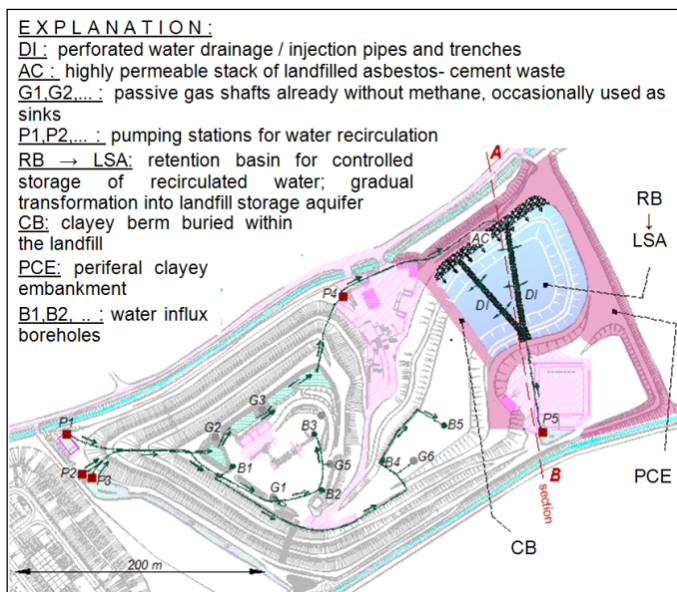 E X P L A N A T I O N :
DI : perforated water drainage / injection pipes and trenches
AC : highly permeable stack of landfilled asbestos- cement waste
G1,G2,... : passive gas shafts already without methane, occasionally used as
sinks
P1,P2,... : pumping stations for water recirculation
RB → LSA: retention basin for controlled
storage of recirculated water; gradual
transformation into landfill storage aquifer
CB: clayey berm buried within
the landfill
PCE: periferal clayey
embankment
B1,B2, .. : water influx
boreholes
A
RB
↓
LSA
AC
P4
DI
DI
G3
P1
G2
B3
B5
P5
B1
G5
B4
G6
P2
P3
G1
B2
B
section
PCE
CB
200 m